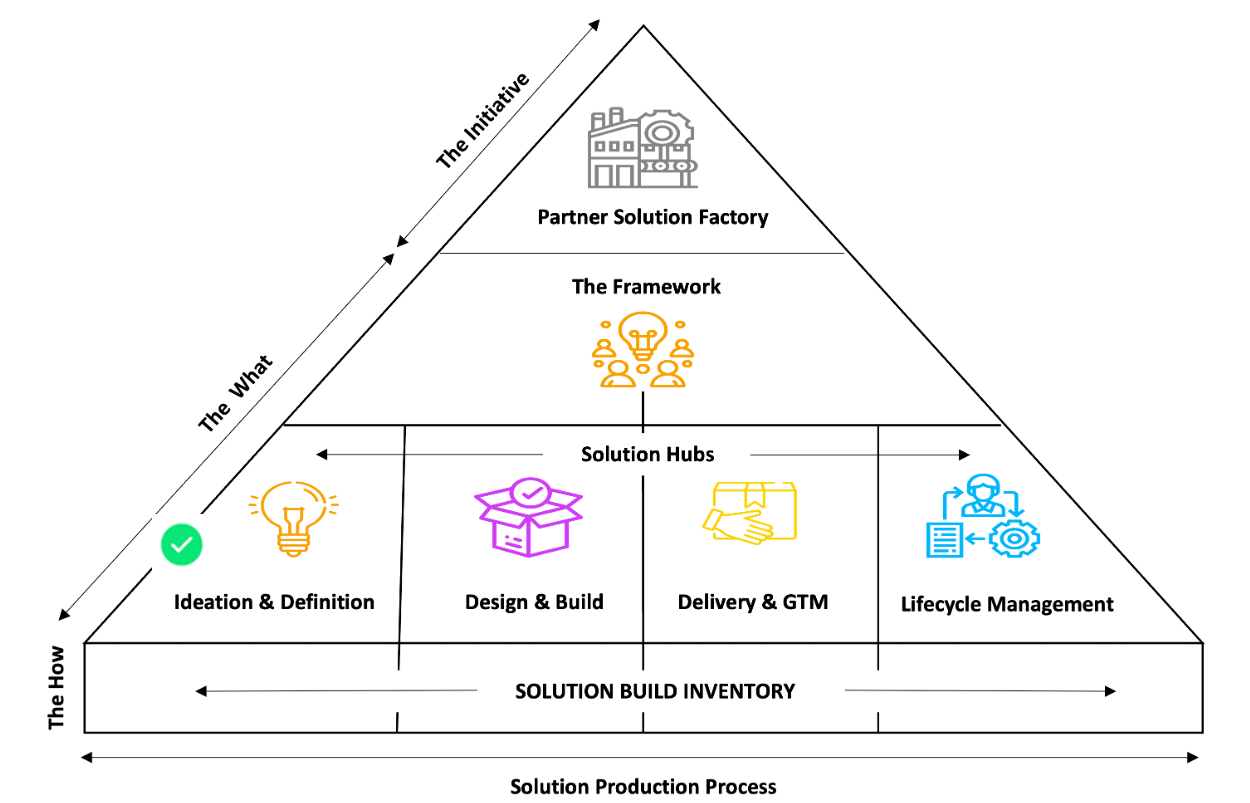 The Initiative
Partner Solution Factory
The Framework
The What
Solution Hubs
Ideation & Definition
Design & Build
Delivery & GTM
Lifecycle Management
The How
SOLUTION BUILD INVENTORY
Solution Production Process